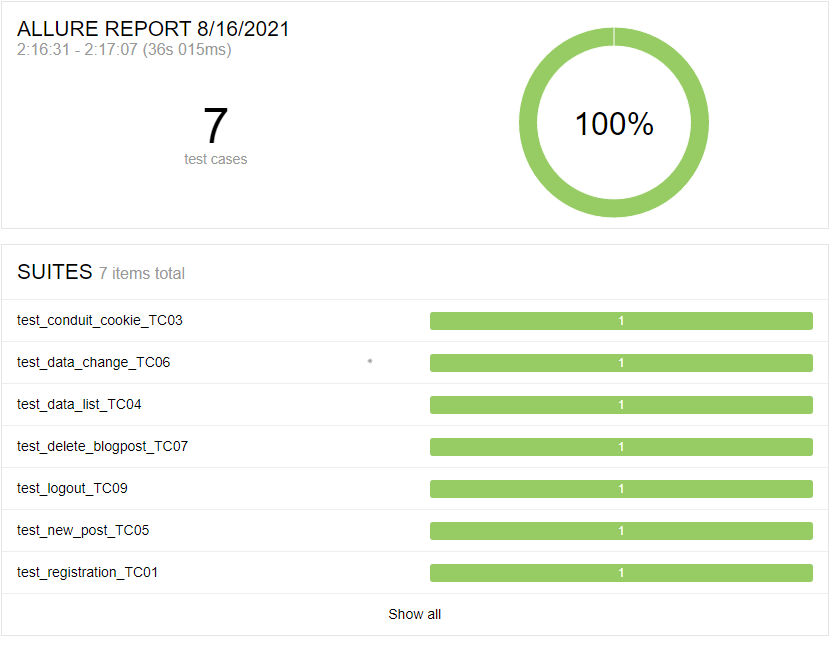 ALLURE REPORT 8/16/2021
2:16:31 - 2:17:07 (36s 015ms)
7
test cases
100%
SUITES 7 items total
test_conduit_cookie_TC03 1
test_data_change_TC06 1
test_data_list_TC04 1
test_delete_blogpost_TC07 1
test_logout_TC09 1
test_new_post_TC05 1
test_registration_TC01 1
Show all